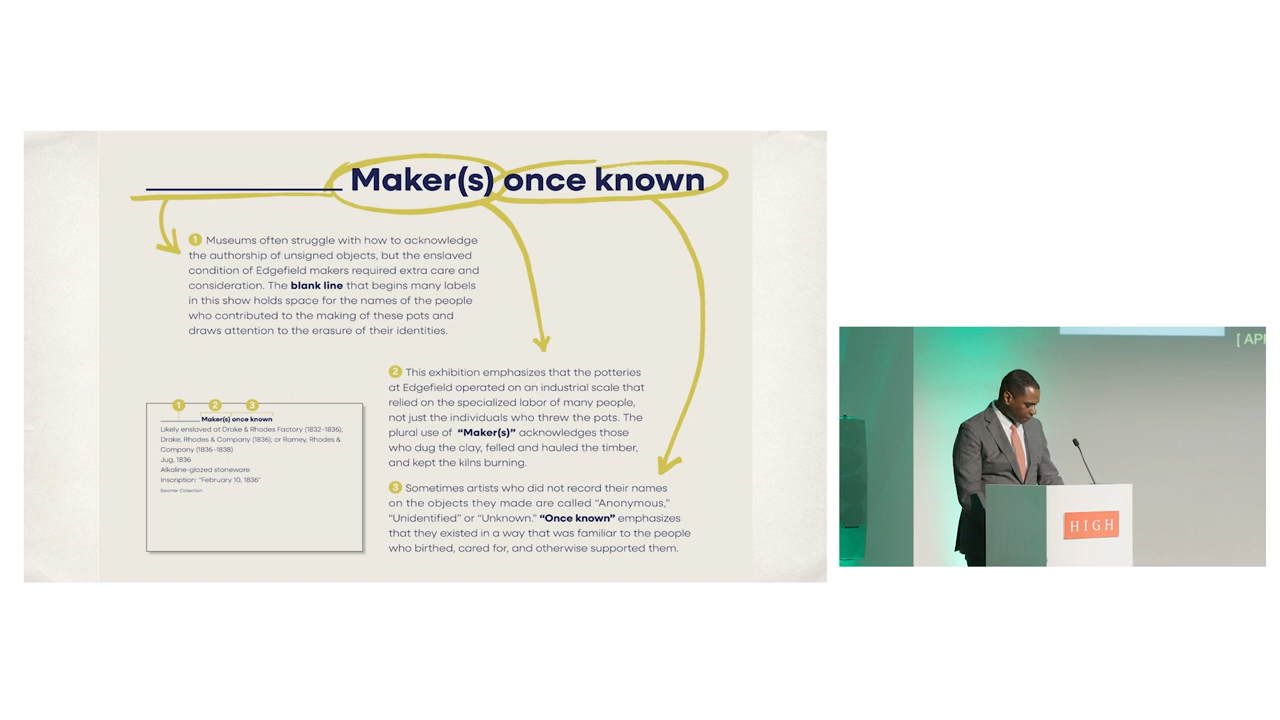 Maker(s) once known
1 Museums often struggle with how to acknowledge
the authorship of unsigned objects, but the enslaved
condition of Edgefield makers required extra care and
consideration. The blank line that begins many labels
in this show holds space for the names of the people
who contributed to the making of these pots and
draws attention to the erasure of their identities.
2 This exhibition emphasizes that the potteries
at Edgefield operated on an industrial scale that
relied on the specialized labor of many people,
not just the individuals who threw the pots. The
plural use of “Maker(s)” acknowledges those
who dug the clay, felled and hauled the timber,
and kept the kilns burning.
3 Sometimes artists who did not record their names
on the objects they made are called “Anonymous,”
“Unidentified” or “Unknown.” “Once known” emphasizes
that they existed in a way that was familiar to the people
who birthed, cared for, and otherwise supported them.
1 2 3
Maker(s) once known
Likely enslaved at Drake & Rhodes Factory (1832-1836);
Drake, Rhodes & Company (1836); or Ramey, Rhodes &
Company (1836-1838)
Jug, 1836
Alkaline-glazed stoneware
Inscription: “February 10, 1836”
Beamer Collection
[ AP
HIGH